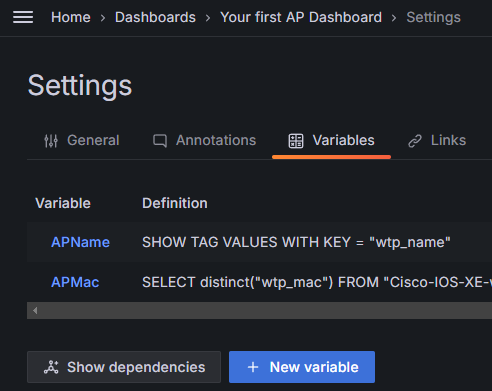 Home › Dashboards › Your first AP Dashboard › Settings
Settings
General Annotations Variables Links
Variable Definition
APName SHOW TAG VALUES WITH KEY = "wtp_name"
APMac SELECT distinct("wtp_mac") FROM "Cisco-IOS-XE-
Show dependencies + New variable